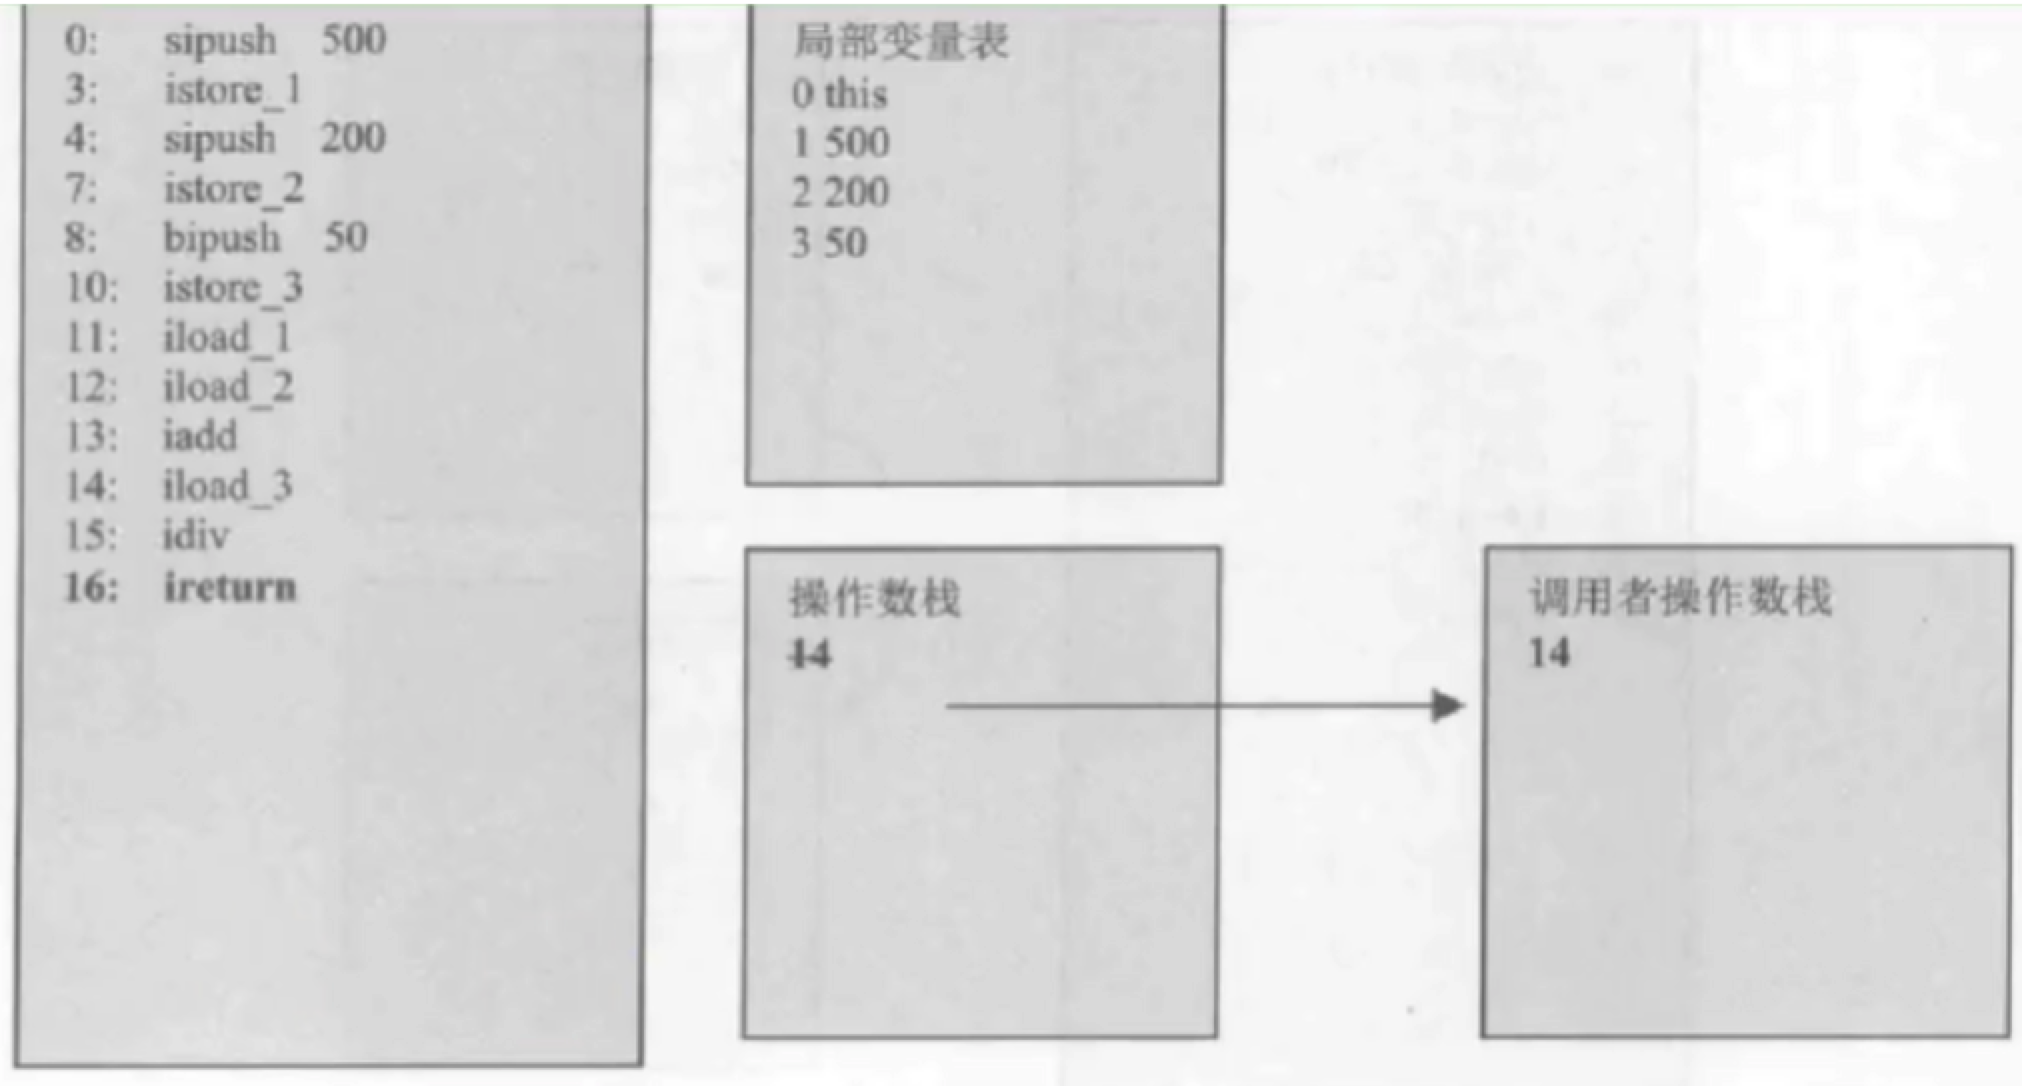 0: sipush 500
3: istore_1
4: sipush 200
7: istore_2
8: bipush 50
10: istore_3
11: iload_1
12: iload_2
13: iadd
14: iload_3
15: idiv
16: ireturn
局部变量表
0 this
1 500
2 200
3 50
操作数栈
14
调用者操作数栈
14